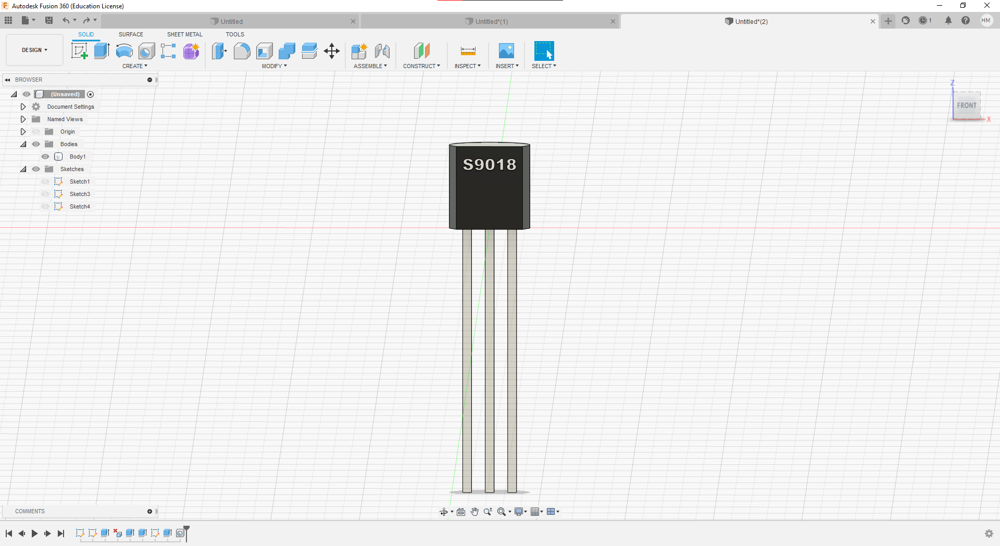 Autodesk Fusion 360 (Education License)
Untitled
Untitled*(1)
Untitled*(2)
1
HM
DESIGN
SOLID
SURFACE
SHEET METAL
TOOLS
CREATE
MODIFY
ASSEMBLE
CONSTRUCT
INSPECT
INSERT
SELECT
BROWSER
(Unsaved)
Document Settings
Named Views
Origin
Bodies
Body1
Sketches
Sketch1
Sketch3
Sketch4
Z
FRONT
X
S9018
COMMENTS